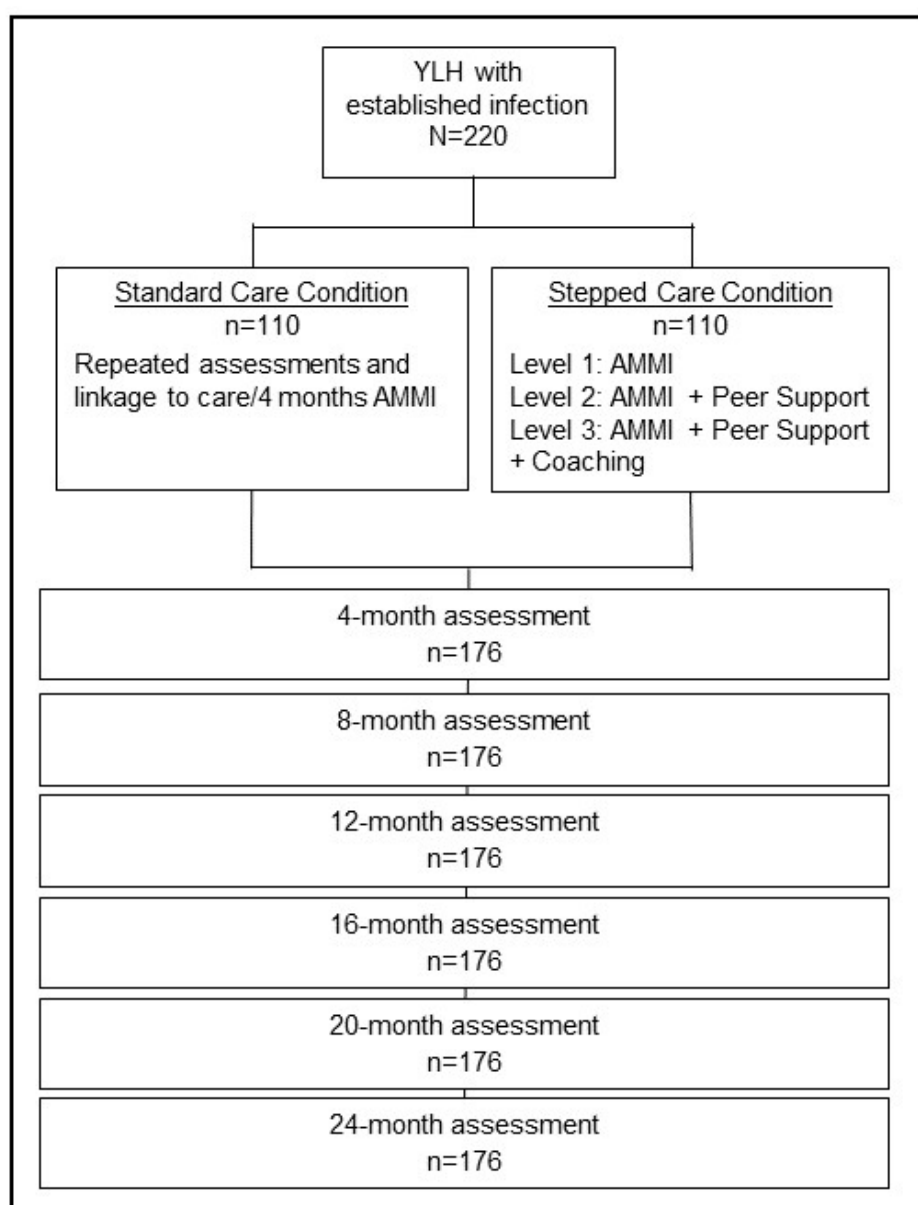 YLH with
established infection
N=220
Standard Care Condition
n=110
Repeated assessments and
linkage to care/4 months AMMI
Stepped Care Condition
n=110
Level 1: AMMI
Level 2: AMMI + Peer Support
Level 3: AMMI + Peer Support
+ Coaching
4-month assessment
n=176
8-month assessment
n=176
12-month assessment
n=176
16-month assessment
n=176
20-month assessment
n=176
24-month assessment
n=176